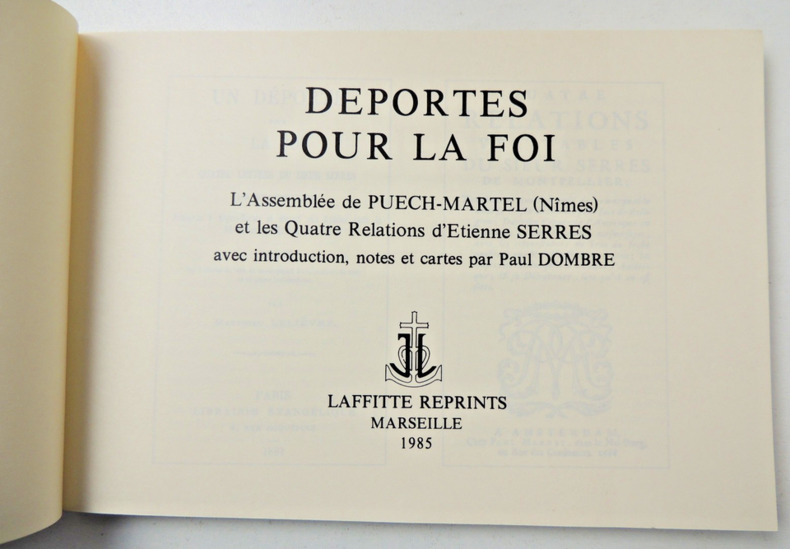 DEPORTES
POUR LA FOI
L'Assemblée de PUECH-MARTEL (Nîmes)
et les Quatre Relations d'Etienne SERRES
avec introduction, notes et cartes par Paul DOMBRE
JL
LAFFITTE REPRINTS
MARSEILLE
1985